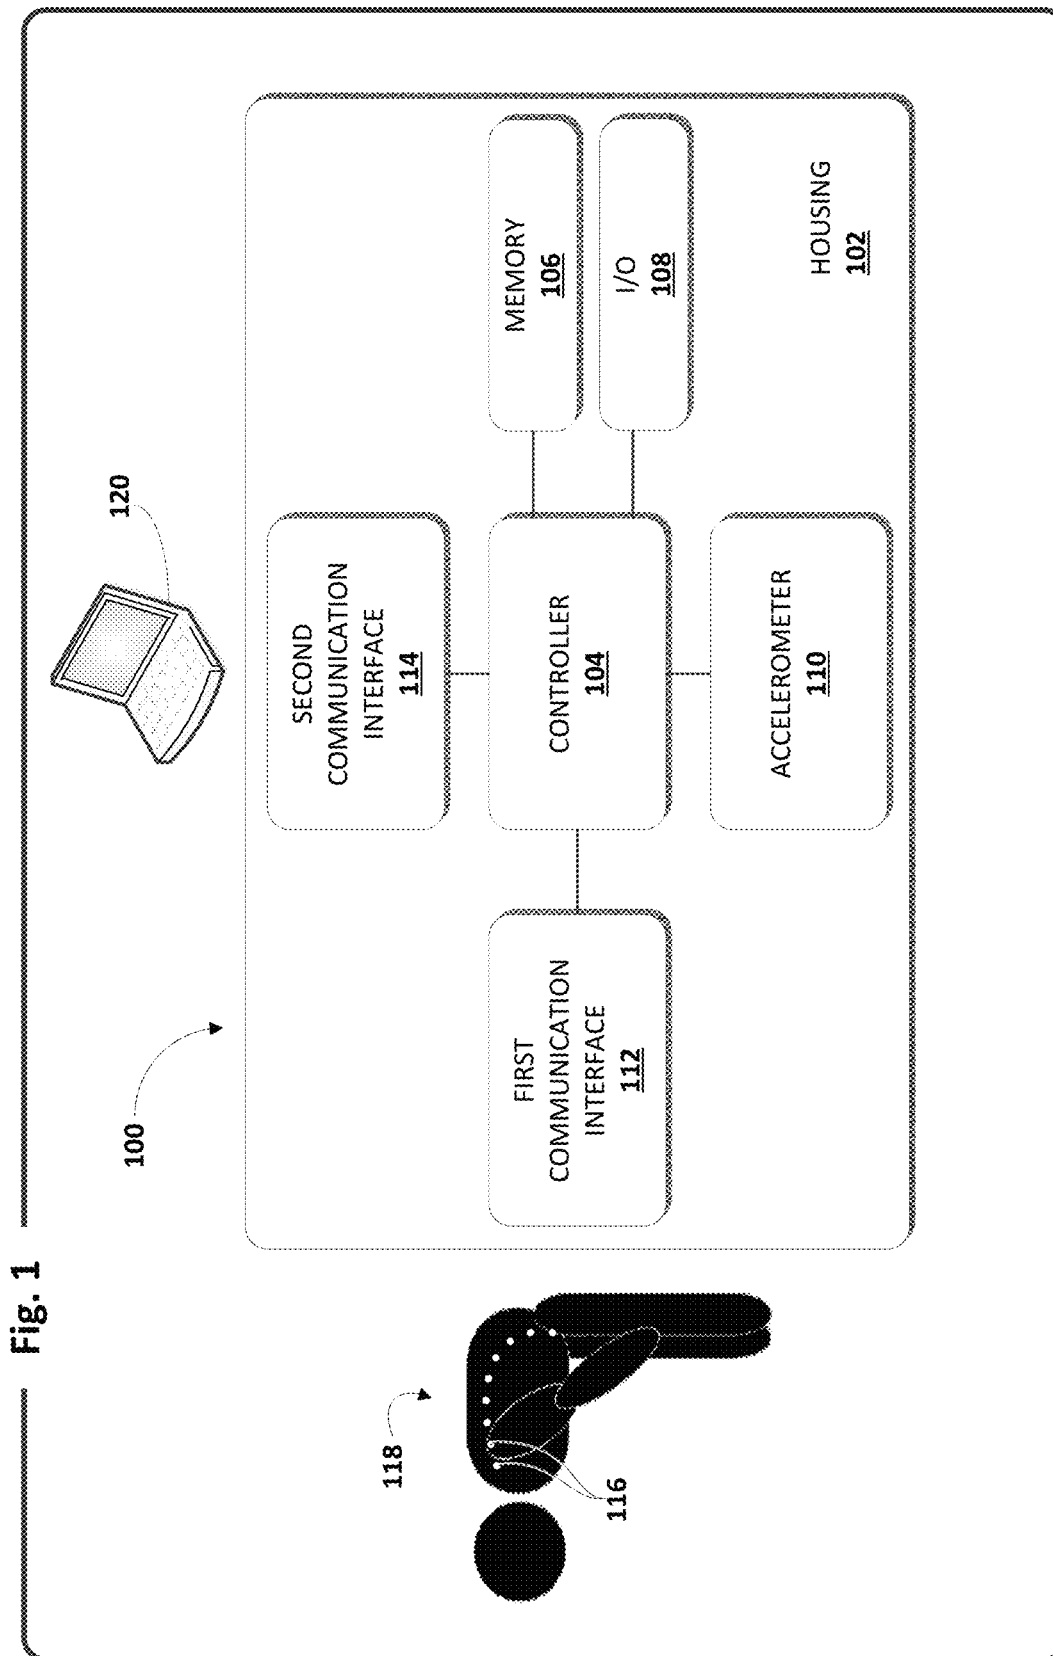 Fig. 1
100
120
118
116
SECOND
COMMUNICATION
INTERFACE
114
FIRST
COMMUNICATION
INTERFACE
112
CONTROLLER
104
MEMORY
106
I/O
108
ACCELEROMETER
110
HOUSING
102